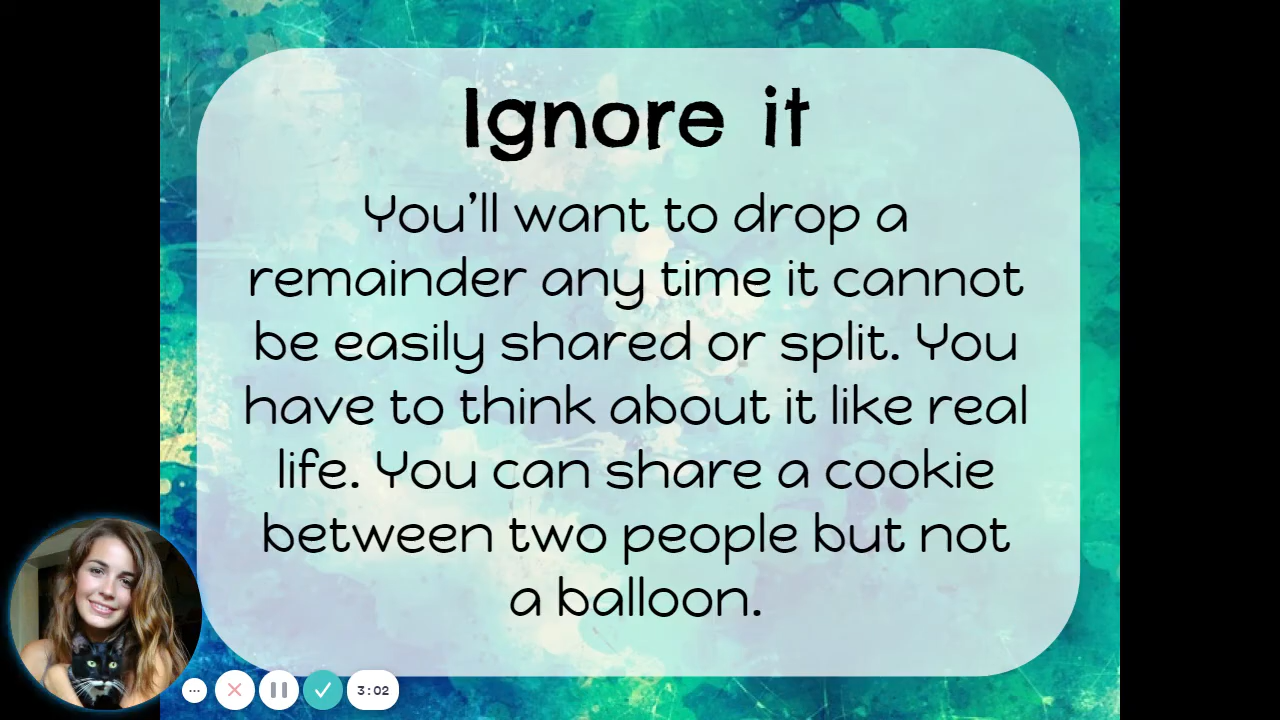 Ignore it
You'll want to drop a
remainder any time it cannot
be easily shared or split. You
have to think about it like real
life. You can share a cookie
between two people but not
a balloon.
3:02